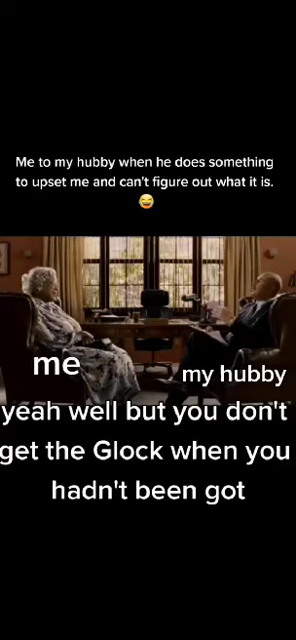 Me to my hubby when he does something
to upset me and can't figure out what it is.
😂
me
my hubby
yeah well but you don't
get the Glock when you
hadn't been got